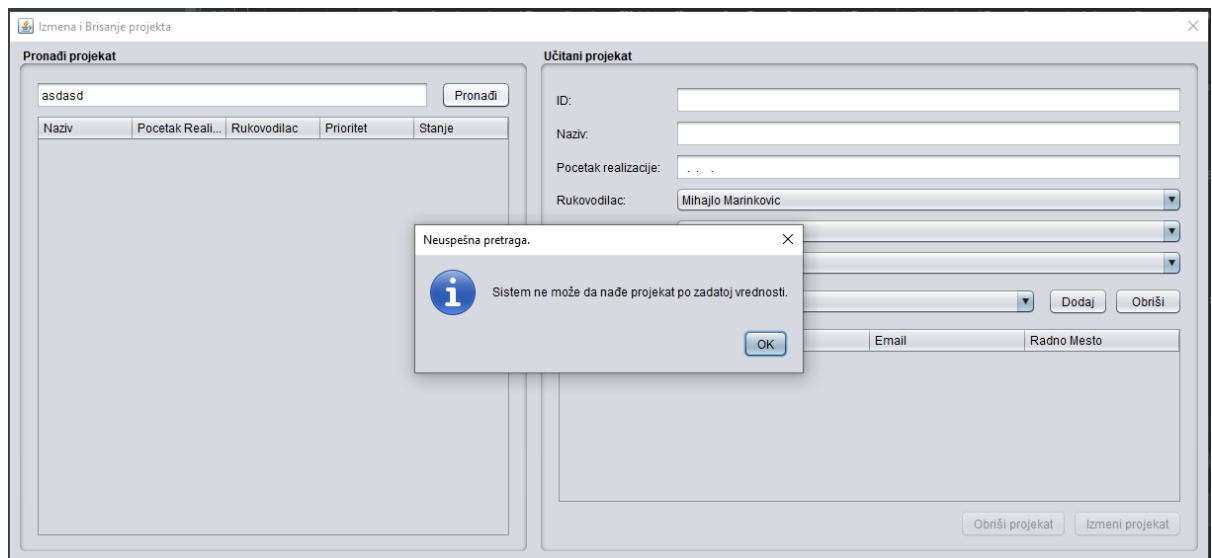 Izmena i Brisanje projekta
Pronađi projekat
asdasd
Pronađi
Naziv
Pocetak Reali...
Rukovodilac
Prioritet
Stanje
Učitani projekat
ID:
Naziv:
Pocetak realizacije:
. . .
Rukovodilac:
Mihajlo Marinkovic
Dodaj
Obriši
Email
Radno Mesto
Obriši projekat
Izmeni projekat
Neuspešna pretraga.
Sistem ne može da nađe projekat po zadatoj vrednosti.
OK